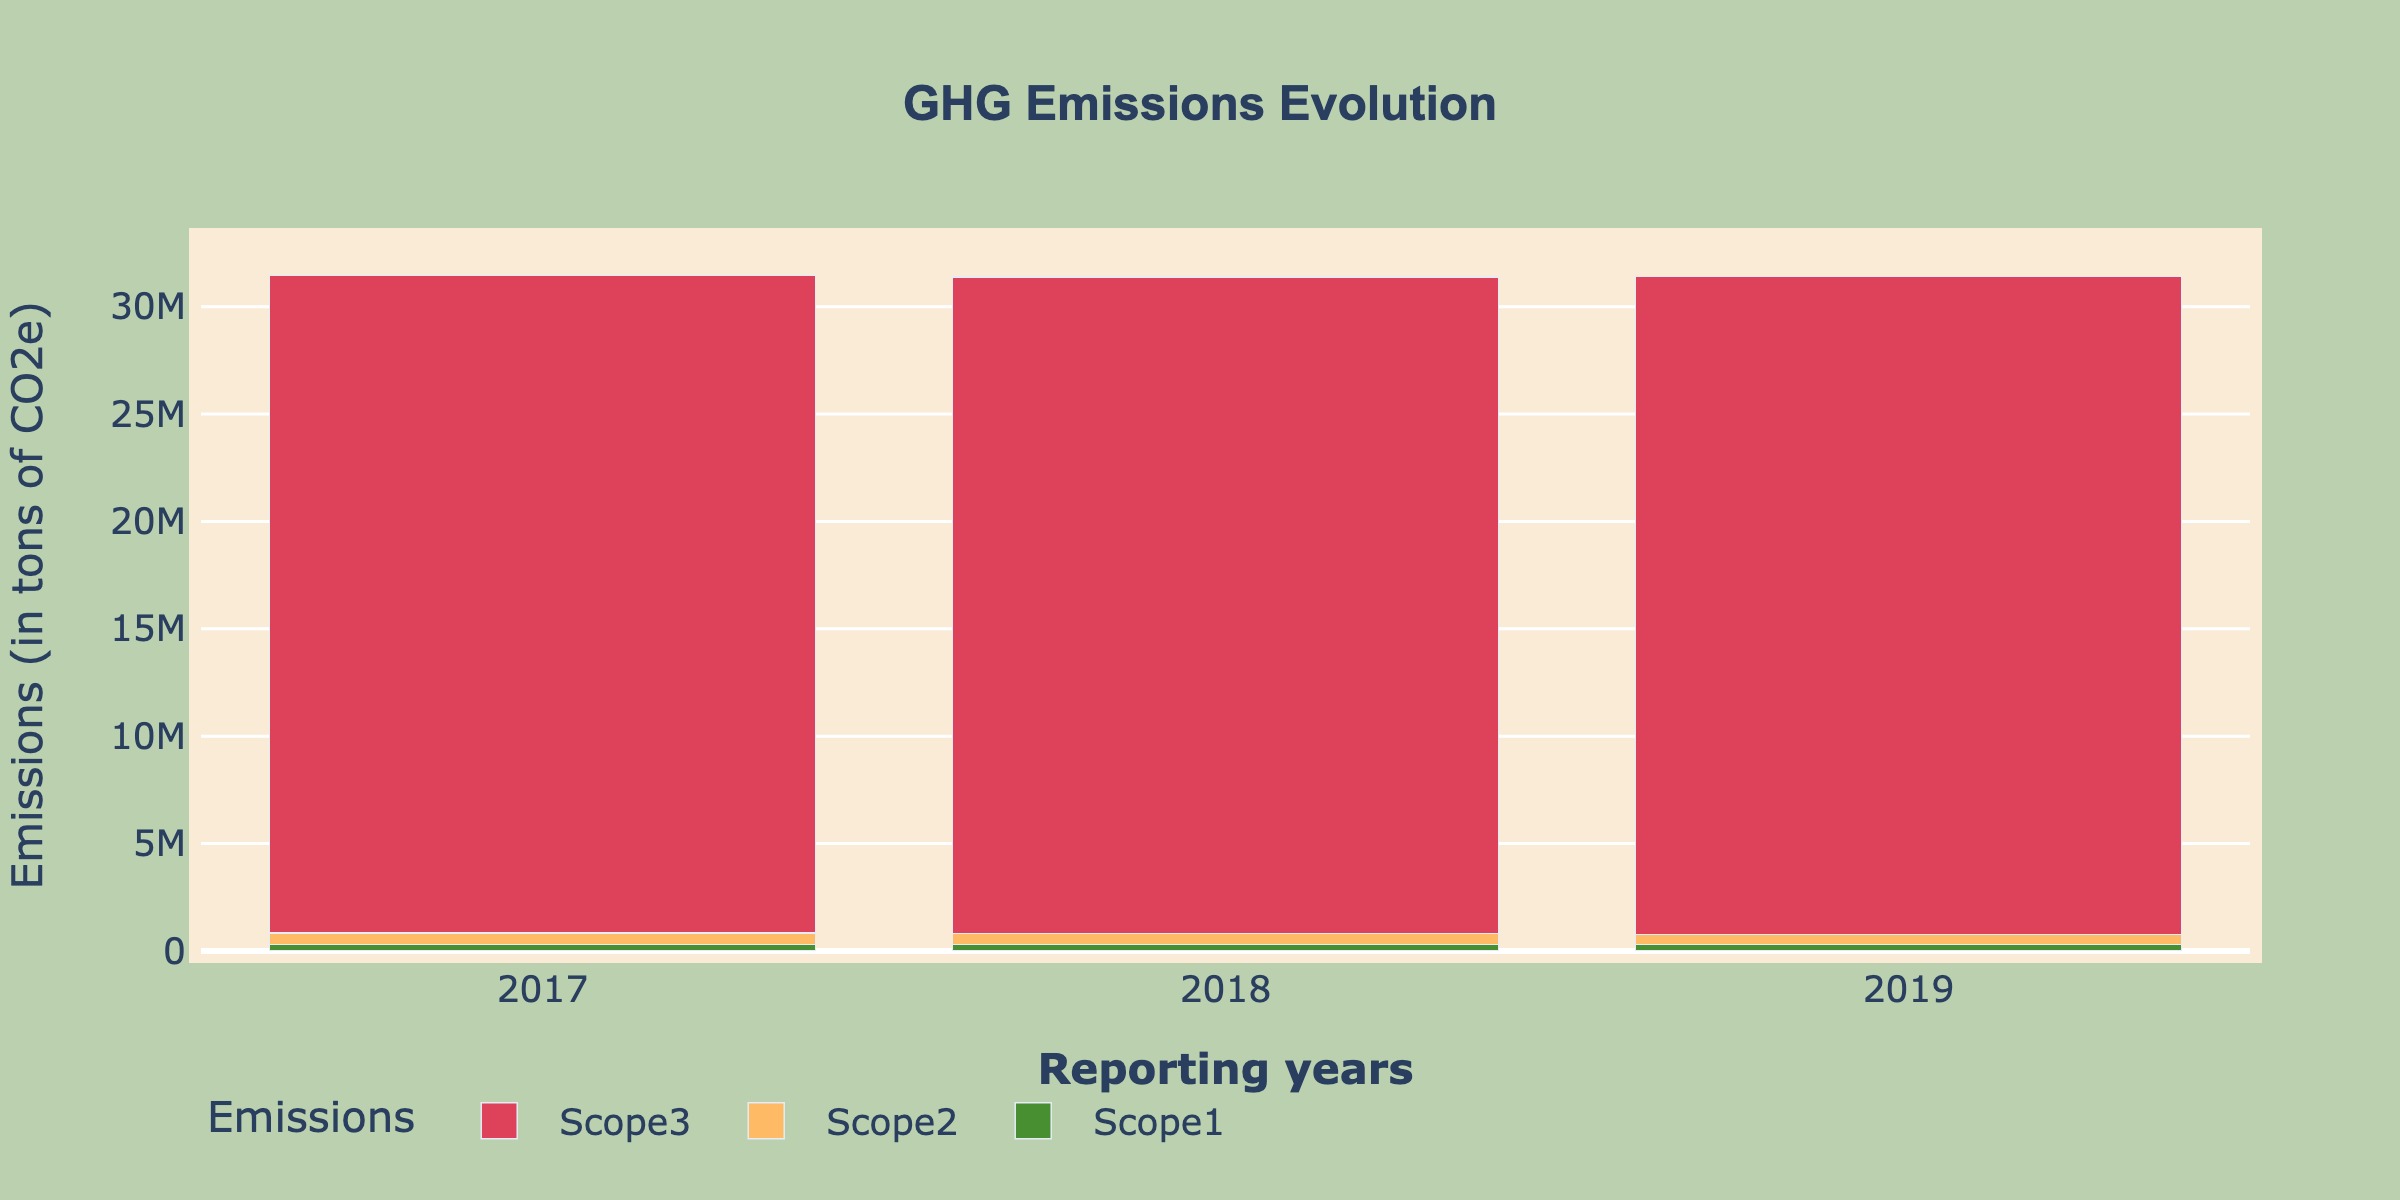 GHG Emissions Evolution
Emissions (in tons of CO2e)
30M
25M
20M
15M
10M
5M
0
2017 2018 2019
Reporting years
Emissions Scope3 Scope2 Scope1